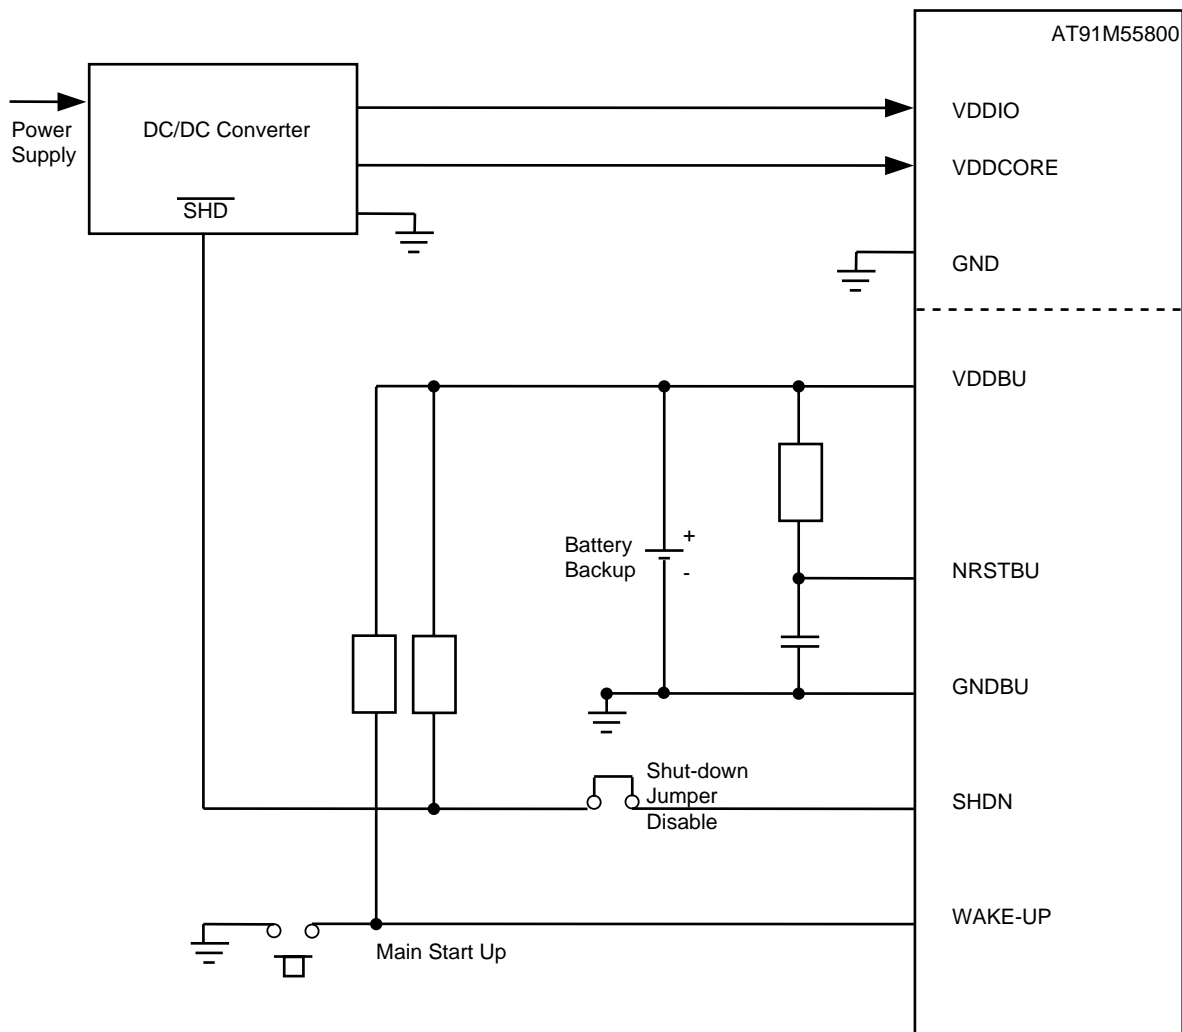 AT91M55800
Power
Supply
DC/DC Converter
SHD
VDDIO
VDDCORE
GND
VDDBU
Battery
Backup
+
-
NRSTBU
GNDBU
Shut-down
Jumper
Disable
SHDN
WAKE-UP
Main Start Up